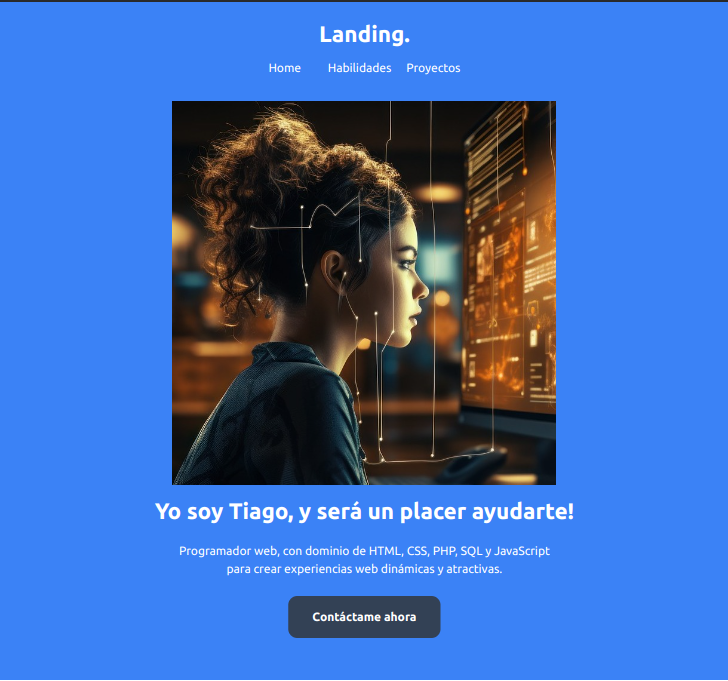 Landing.
Home Habilidades Proyectos
Yo soy Tiago, y será un placer ayudarte!
Programador web, con dominio de HTML, CSS, PHP, SQL y JavaScript
para crear experiencias web dinámicas y atractivas.
Contáctame ahora